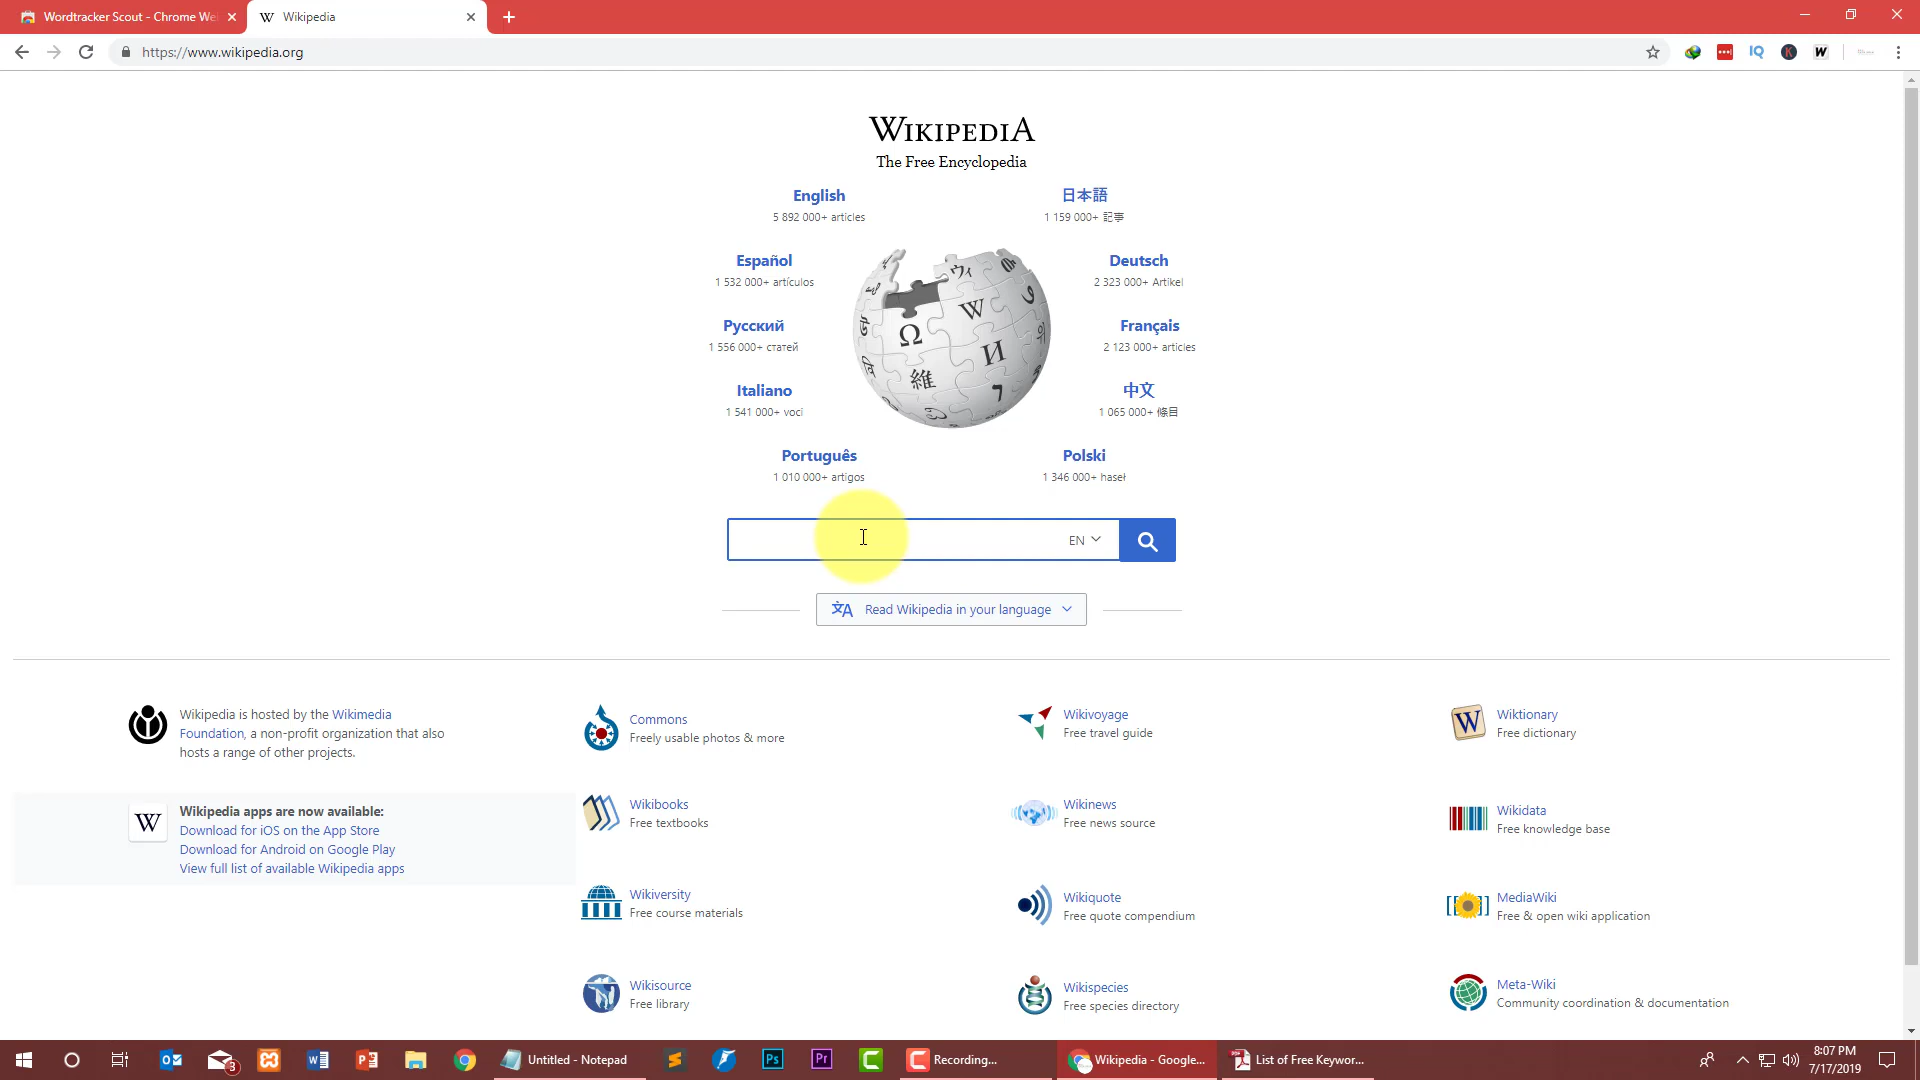 Wordtracker Scout - Chrome We
Wikipedia
https://www.wikipedia.org
IQ
K
W
WIKIPEDIA
The Free Encyclopedia
English
5 892 000+ articles
日本語
1 159 000+ 記事
Español
1 532 000+ artículos
Deutsch
2 323 000+ Artikel
Русский
1 556 000+ статей
Français
2 123 000+ articles
Italiano
1 541 000+ voci
中文
1 065 000+ 條目
Português
1 010 000+ artigos
Polski
1 346 000+ haseł
Ω
W
И
維
EN
Read Wikipedia in your language
Wikipedia is hosted by the Wikimedia
Foundation, a non-profit organization that also
hosts a range of other projects.
Wikipedia apps are now available:
Download for iOS on the App Store
Download for Android on Google Play
View full list of available Wikipedia apps
Commons
Freely usable photos & more
Wikivoyage
Free travel guide
Wiktionary
Free dictionary
Wikibooks
Free textbooks
Wikinews
Free news source
Wikidata
Free knowledge base
Wikiversity
Free course materials
Wikiquote
Free quote compendium
MediaWiki
Free & open wiki application
Wikisource
Free library
Wikispecies
Free species directory
Meta-Wiki
Community coordination & documentation
3
Untitled - Notepad
Ps
Pr
Recording...
Wikipedia - Google...
List of Free Keywor...
8:07 PM
7/17/2019